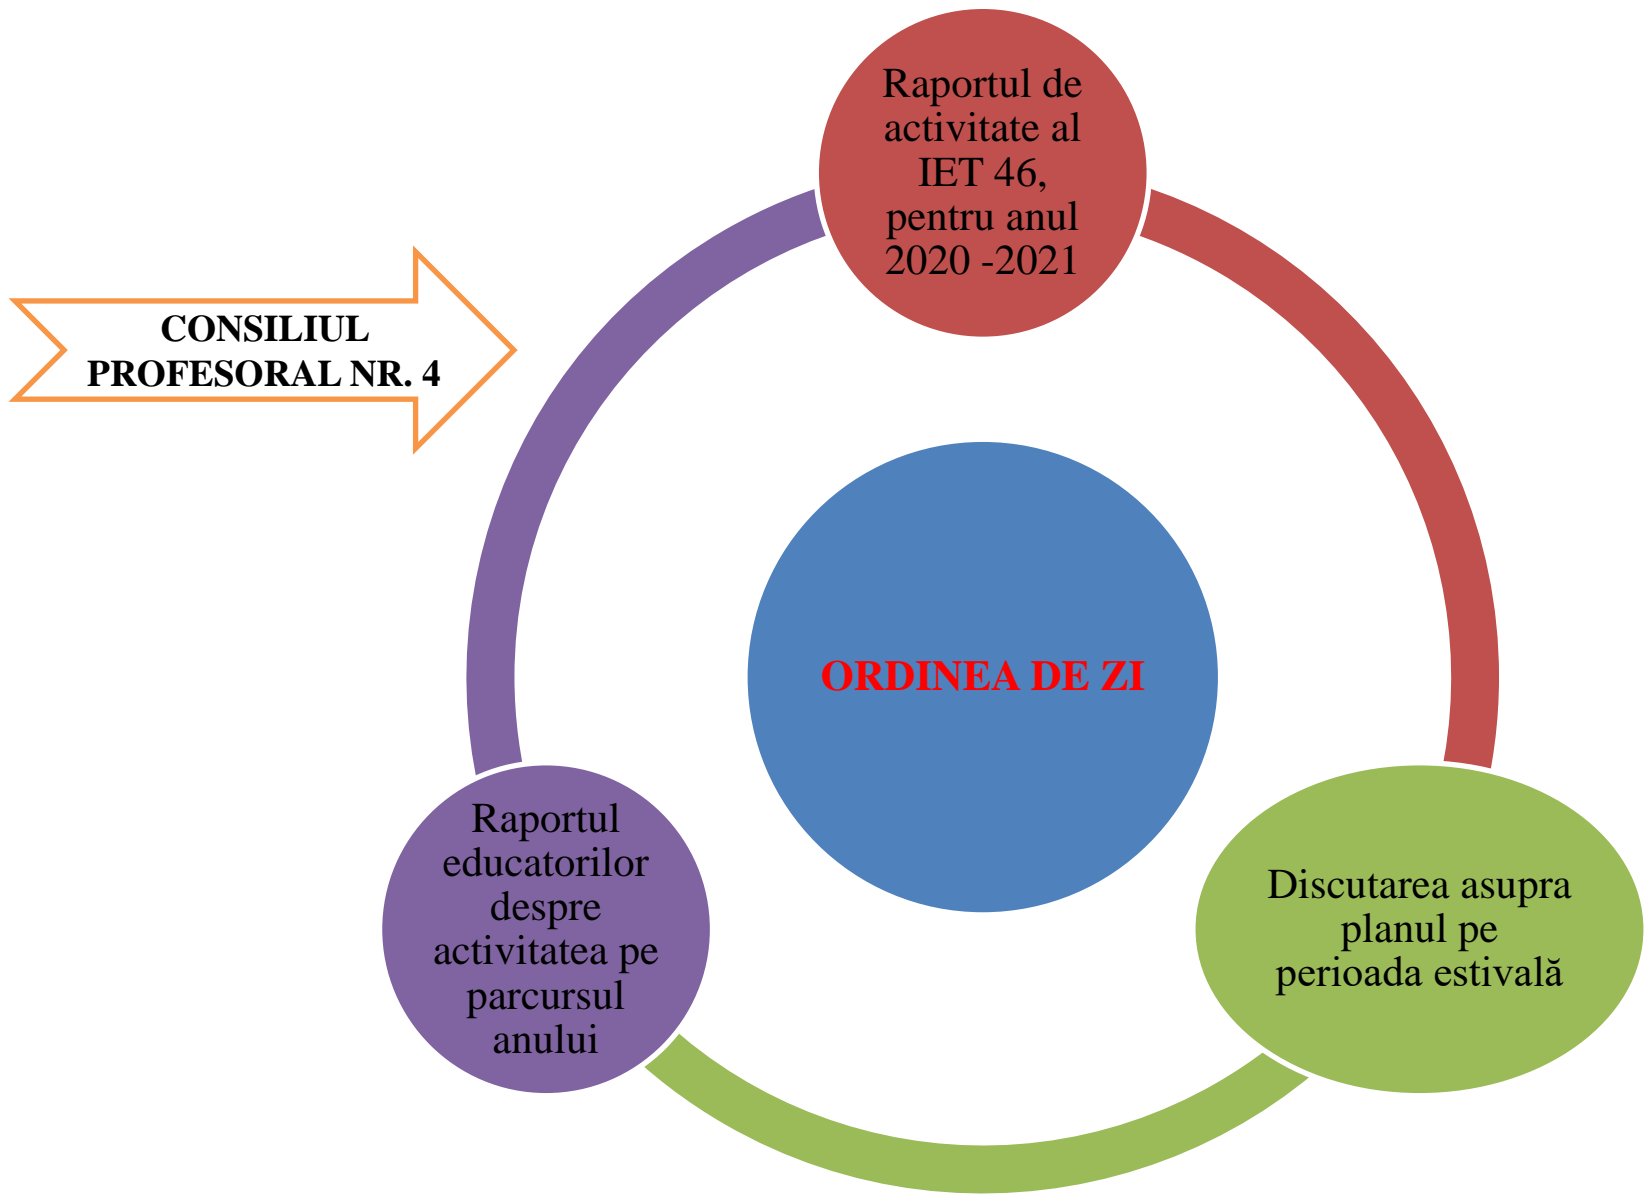 Raportul de
activitate al
IET 46,
pentru anul
2020 -2021
CONSILIUL
PROFESORAL NR. 4
ORDINEA DE ZI
Raportul
educatorilor
despre
activitatea pe
parcursul
anului
Discutarea asupra
planul pe
perioada estivală